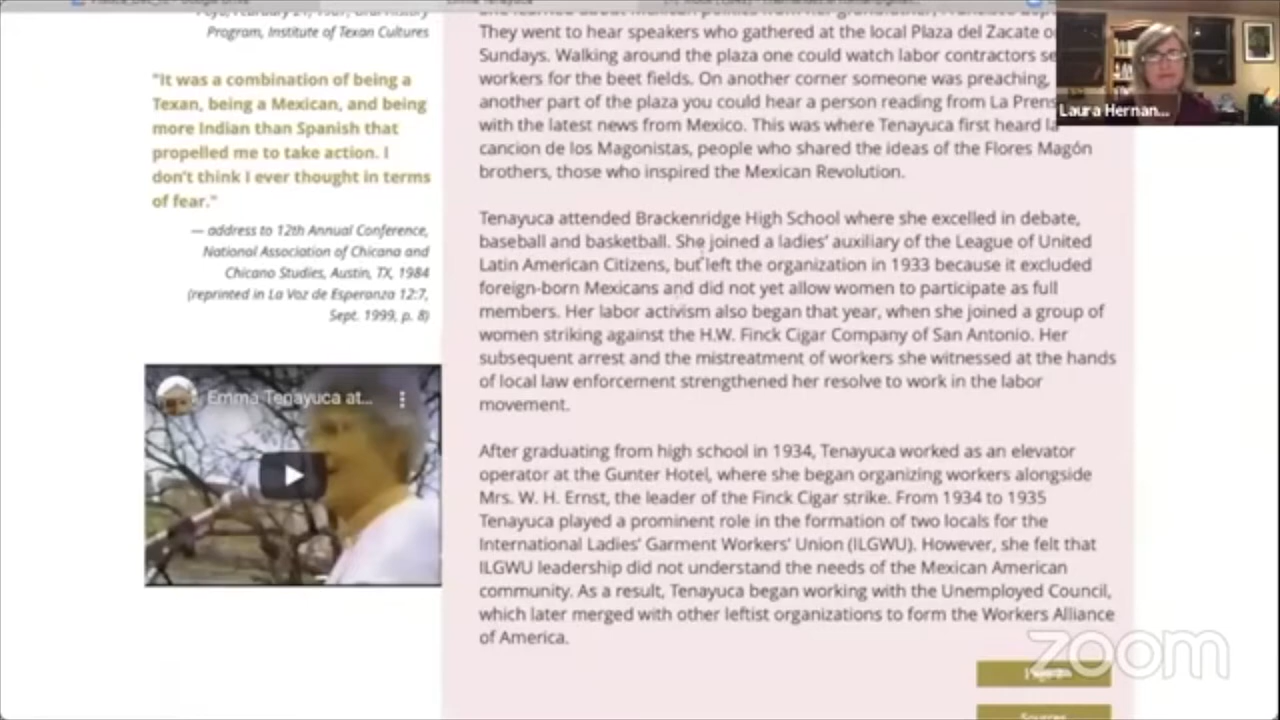 Program, Institute of Texan Cultures
"It was a combination of being a
Texan, being a Mexican, and being
more Indian than Spanish that
propelled me to take action. I
don't think I ever thought in terms
of fear."
— address to 12th Annual Conference,
National Association of Chicana and
Chicano Studies, Austin, TX, 1984
(reprinted in La Voz de Esperanza 12:7,
Sept. 1999, p. 8)
Emma Tenayuca at...
They went to hear speakers who gathered at the local Plaza del Zacate
Sundays. Walking around the plaza one could watch labor contractors
workers for the beet fields. On another corner someone was preaching,
another part of the plaza you could hear a person reading from La
with the latest news from Mexico. This was where Tenayuca first heard la
cancion de los Magonistas, people who shared the ideas of the Flores Magón
brothers, those who inspired the Mexican Revolution.
Tenayuca attended Brackenridge High School where she excelled in debate,
baseball and basketball. She joined a ladies' auxiliary of the League of United
Latin American Citizens, but left the organization in 1933 because it excluded
foreign-born Mexicans and did not yet allow women to participate as full
members. Her labor activism also began that year, when she joined a group of
women striking against the H.W. Finck Cigar Company of San Antonio. Her
subsequent arrest and the mistreatment of workers she witnessed at the hands
of local law enforcement strengthened her resolve to work in the labor
movement.
After graduating from high school in 1934, Tenayuca worked as an elevator
operator at the Gunter Hotel, where she began organizing workers alongside
Mrs. W. H. Ernst, the leader of the Finck Cigar strike. From 1934 to 1935
Tenayuca played a prominent role in the formation of two locals for the
International Ladies' Garment Workers' Union (ILGWU). However, she felt that
ILGWU leadership did not understand the needs of the Mexican American
community. As a result, Tenayuca began working with the Unemployed Council,
which later merged with other leftist organizations to form the Workers Alliance
of America.
Page 2
Sources
Laura Hernan...
zoom